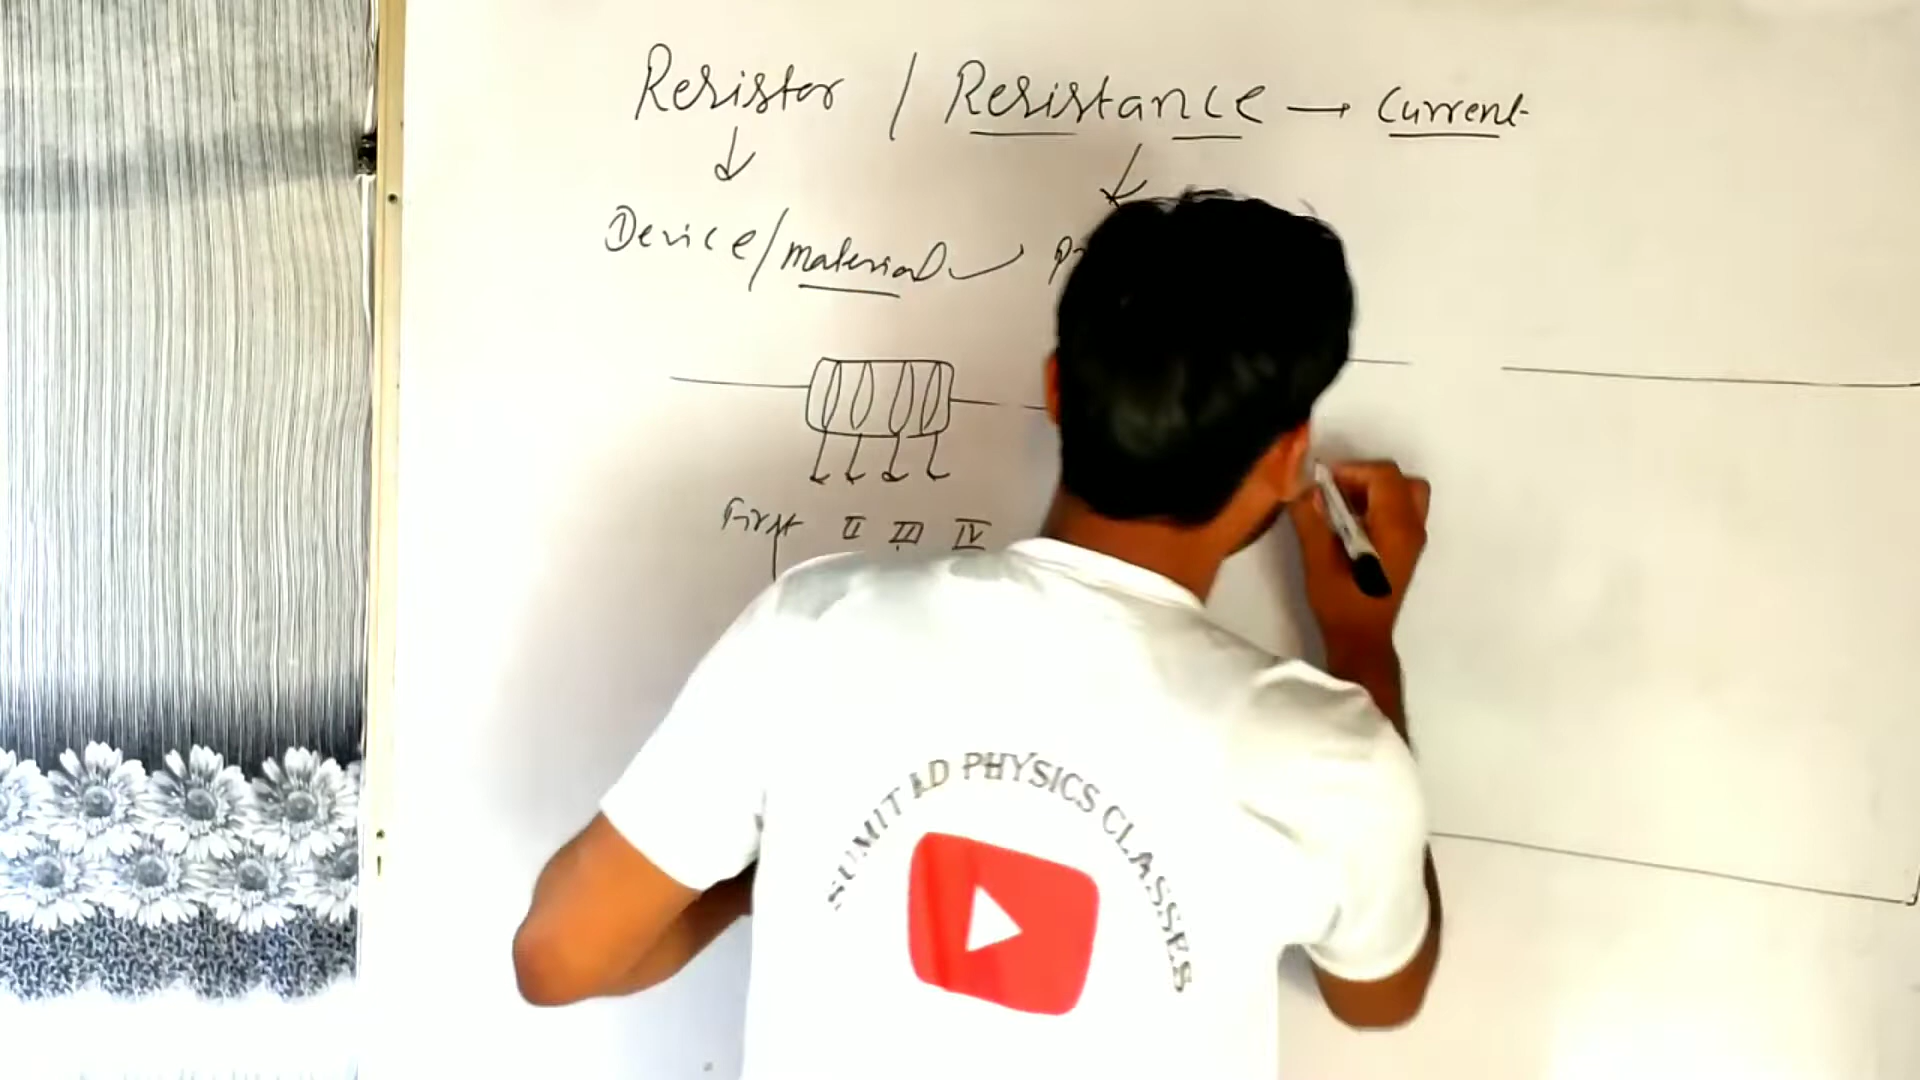 Resistor / Resistance → Current
Device/material
First II III IV
SUMIT AD PHYSICS CLASSES